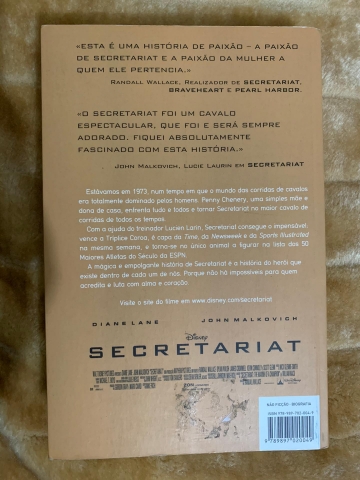 «Esta é uma história de paixão – a paixão
de Secretariat e a paixão da mulher a
quem ele pertencia.»
Randall Wallace, Realizador de Secretariat,
Braveheart e Pearl Harbor.
«O Secretariat foi um cavalo
espectacular, que foi e será sempre
adorado. Fiquei absolutamente
fascinado com esta história.»
John Malkovich, Lucie Laurin em Secretariat
Estávamos em 1973, num tempo em que o mundo das corridas de cavalos
era totalmente dominado pelos homens. Penny Chenery, uma simples mãe e
dona de casa, enfrenta tudo e todos e tornar Secretariat no maior cavalo
de corridas de todos os tempos.
Com a ajuda do treinador Lucien Larin, Secretariat consegue o impensável,
vence a Tríplice Coroa, é capa da Time, da Newsweek e da Sports Illustrated
na mesma semana, e torna-se no único animal a figurar na lista dos 50
Maiores Atletas do Século da ESPN.
A mágica e empolgante história de Secretariat é a história do herói que
existe dentro de cada um de nós. Porque não há impossíveis para quem
acredita e luta com alma e coração!
Visite o site do filme em www.disney.com/secretariat
DIANE LANE JOHN MALKOVICH
Disney
SECRETARIAT
NÃO FICÇÃO - BIOGRAFIA